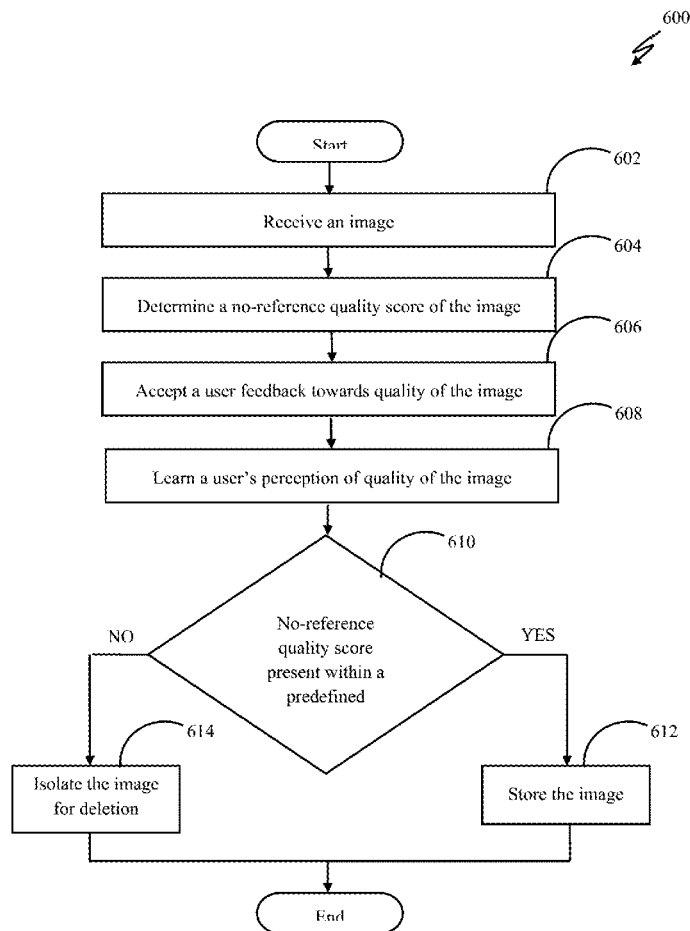 600
Start
602
Receive an image
604
Determine a no-reference quality score of the image
606
Accept a user feedback towards quality of the image
608
Learn a user's perception of quality of the image
610
No-reference
quality score
present within a
predefined
NO
YES
614
Isolate the image
for deletion
612
Store the image
End